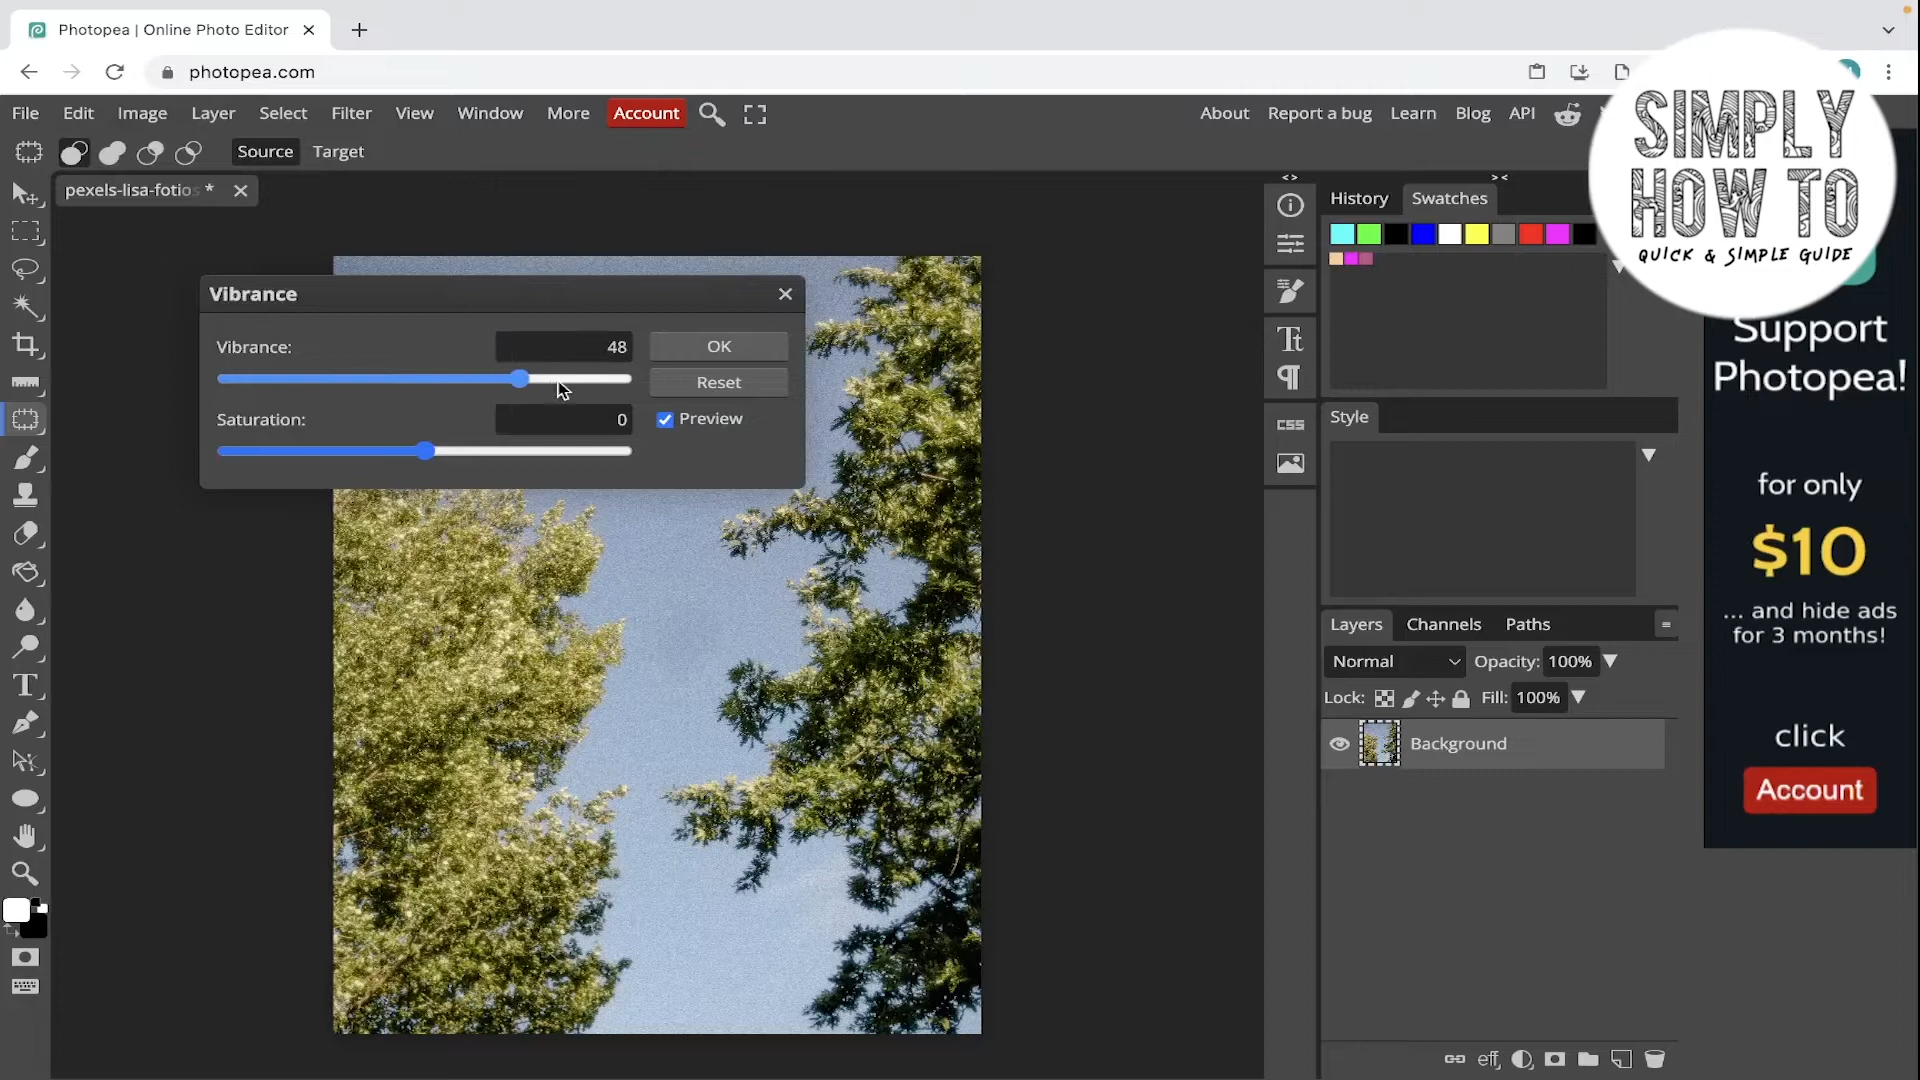 Photopea | Online Photo Editor
photopea.com
File Edit Image Layer Select Filter View Window More Account
About Report a bug Learn Blog API
Source Target
pexels-lisa-fotios *
History Swatches
SIMPLY
HOW TO
QUICK & SIMPLE GUIDE
Vibrance
Vibrance: 48 OK
Reset
Saturation: 0 Preview
Tt
CSS
Style
Layers Channels Paths
Normal Opacity: 100%
Lock: Fill: 100%
Background
eff
Support
Photopea!
for only
$10
... and hide ads
for 3 months!
click
Account